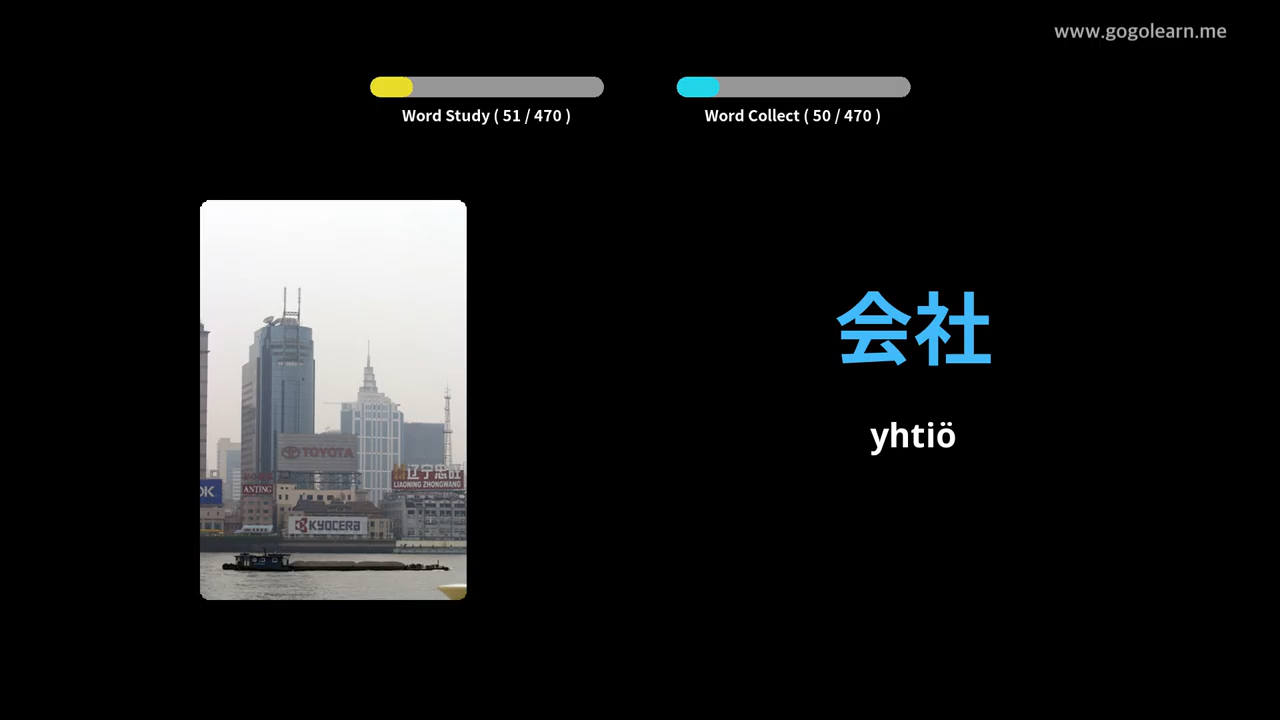 www.gogolearn.me
Word Study ( 51 / 470 )
Word Collect ( 50 / 470 )
会社
yhtiö
TOYOTA
辽宁忠旺
LIAONING ZHONGWANG
OK
ANTING
KYOCERA